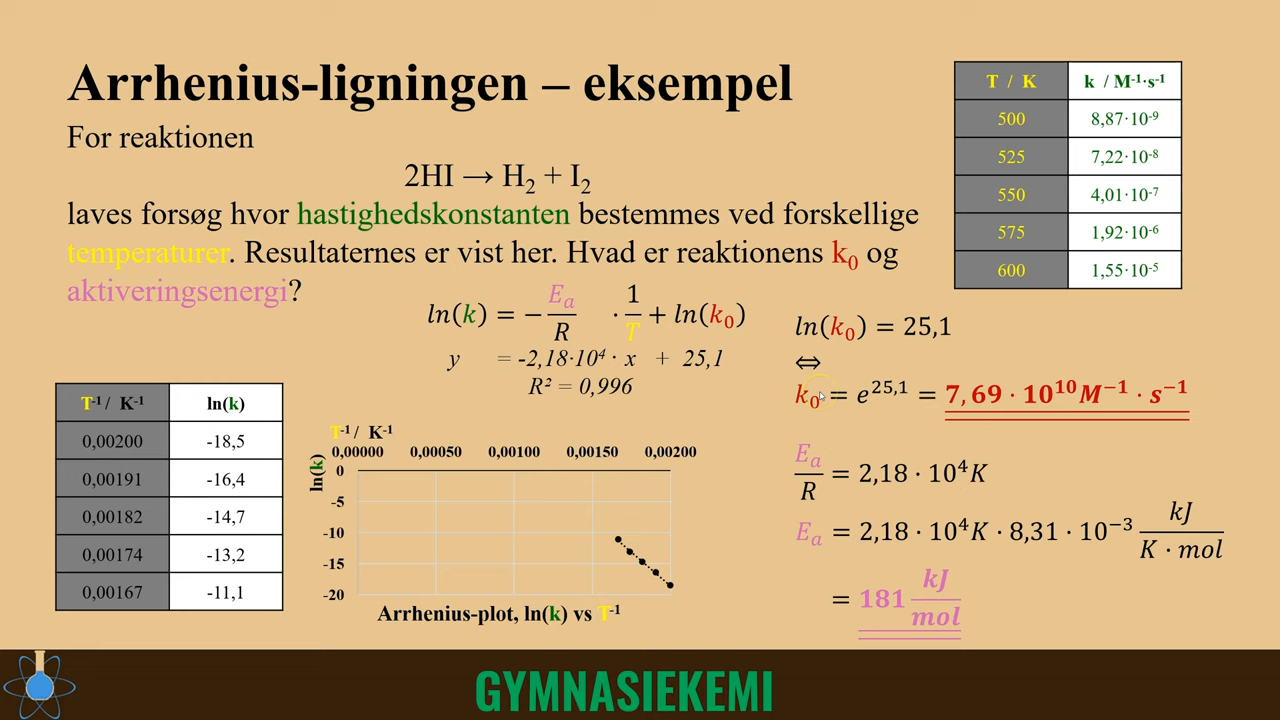 Arrhenius-ligningen – eksempel
For reaktionen
2HI → H₂ + I₂
laves forsøg hvor hastighedskonstanten bestemmes ved forskellige
temperaturer. Resultaternes er vist her. Hvad er reaktionens k₀ og
aktiveringsenergi?
T / K k / M⁻¹·s⁻¹
500 8,87·10⁻⁹
525 7,22·10⁻⁸
550 4,01·10⁻⁷
575 1,92·10⁻⁶
600 1,55·10⁻⁵
ln(k) = −Eₐ/R · 1/T + ln(k₀)
y = -2,18·10⁴ · x + 25,1
R² = 0,996
T⁻¹ / K⁻¹ ln(k)
0,00200 -18,5
0,00191 -16,4
0,00182 -14,7
0,00174 -13,2
0,00167 -11,1
T⁻¹ / K⁻¹
0,00000 0,00050 0,00100 0,00150 0,00200
ln(k)
0
-5
-10
-15
-20
Arrhenius-plot, ln(k) vs T⁻¹
ln(k₀) = 25,1
⇔
k₀ = e²⁵,¹ = 7,69 · 10¹⁰ M⁻¹ · s⁻¹
Eₐ/R = 2,18 · 10⁴K
Eₐ = 2,18 · 10⁴K · 8,31 · 10⁻³ kJ/K · mol
= 181 kJ/mol
GYMNASIEKEMI